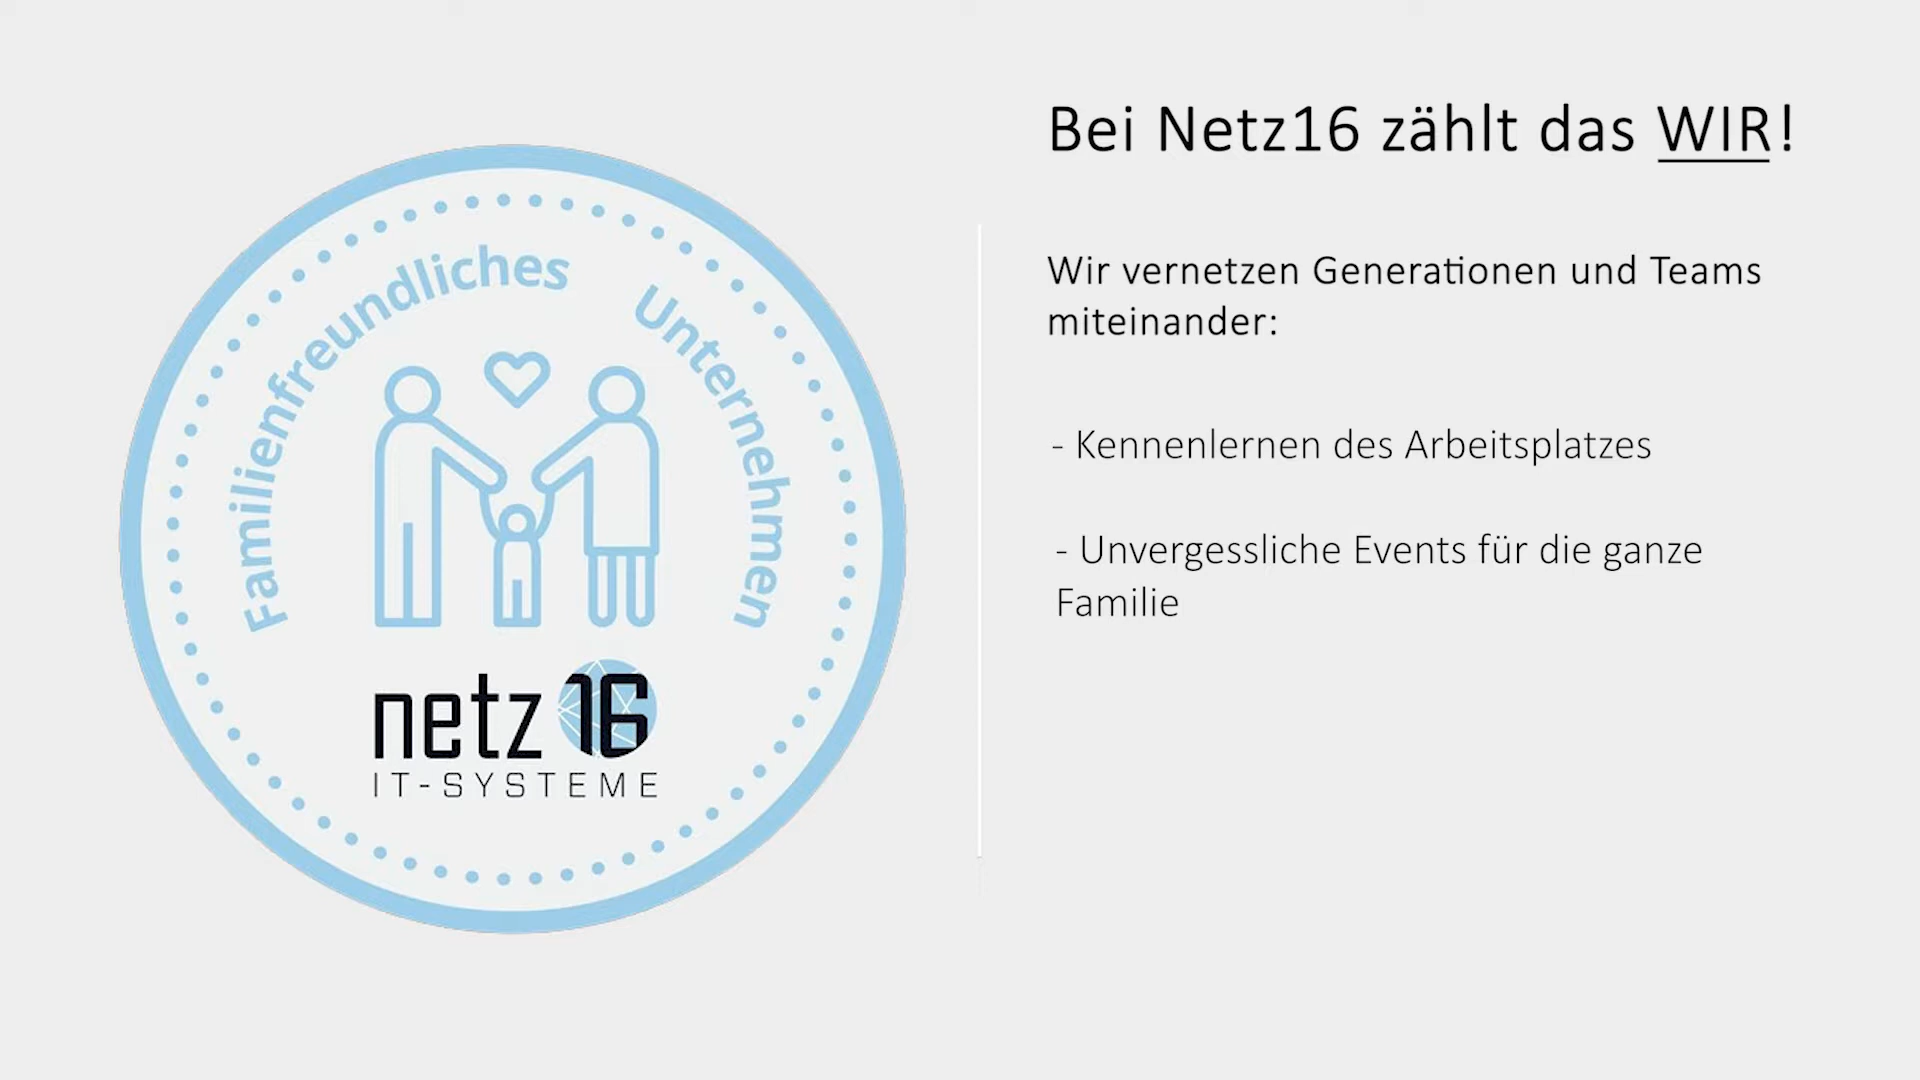 Familienfreundliches Unternehmen
netz 16
IT-SYSTEME
Bei Netz16 zählt das WIR!
Wir vernetzen Generationen und Teams
miteinander:
- Kennenlernen des Arbeitsplatzes
- Unvergessliche Events für die ganze
Familie